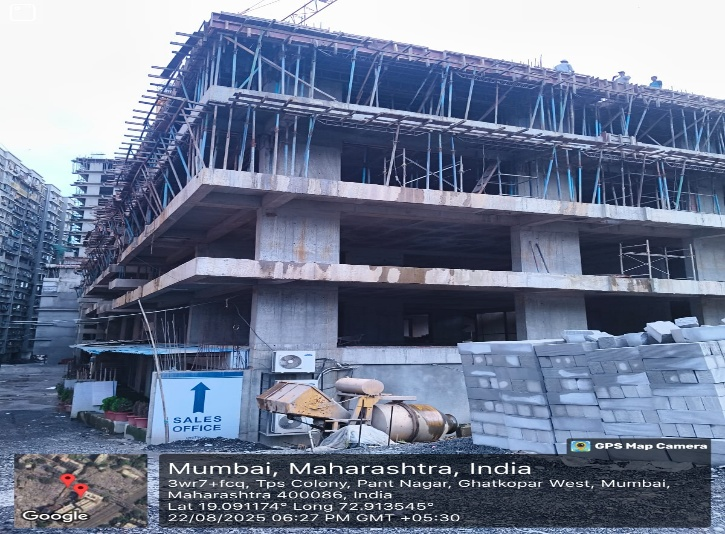 SALES
OFFICE
GPS Map Camera
Mumbai, Maharashtra, India
3wr7+fcq, Tps Colony, Pant Nagar, Ghatkopar West, Mumbai,
Maharashtra 400086, India
Lat 19.091174° Long 72.913545°
22/08/2025 06:27 PM GMT +05:30
Google